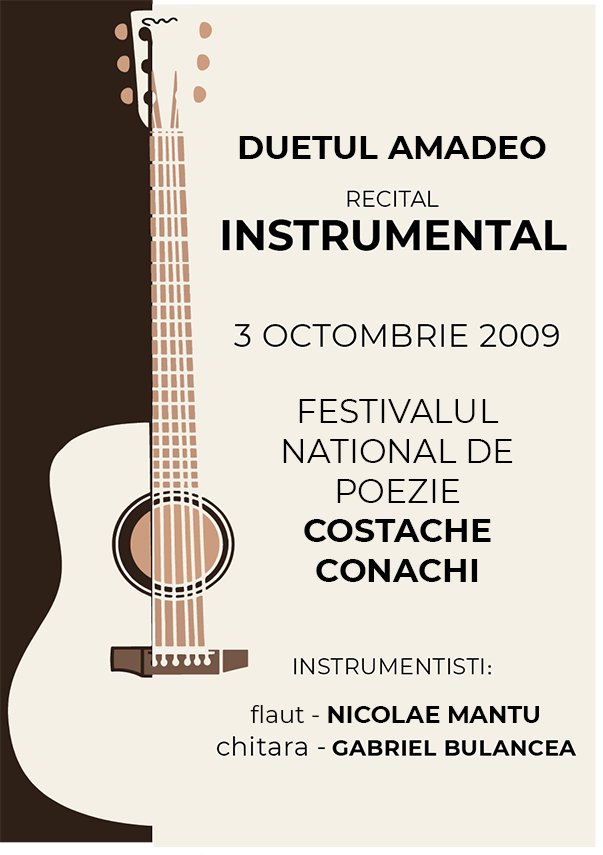 DUETUL AMADEO
RECITAL
INSTRUMENTAL
3 OCTOMBRIE 2009
FESTIVALUL
NATIONAL DE
POEZIE
COSTACHE
CONACHI
INSTRUMENTISTI:
flaut - NICOLAE MANTU
chitara - GABRIEL BULANCEA